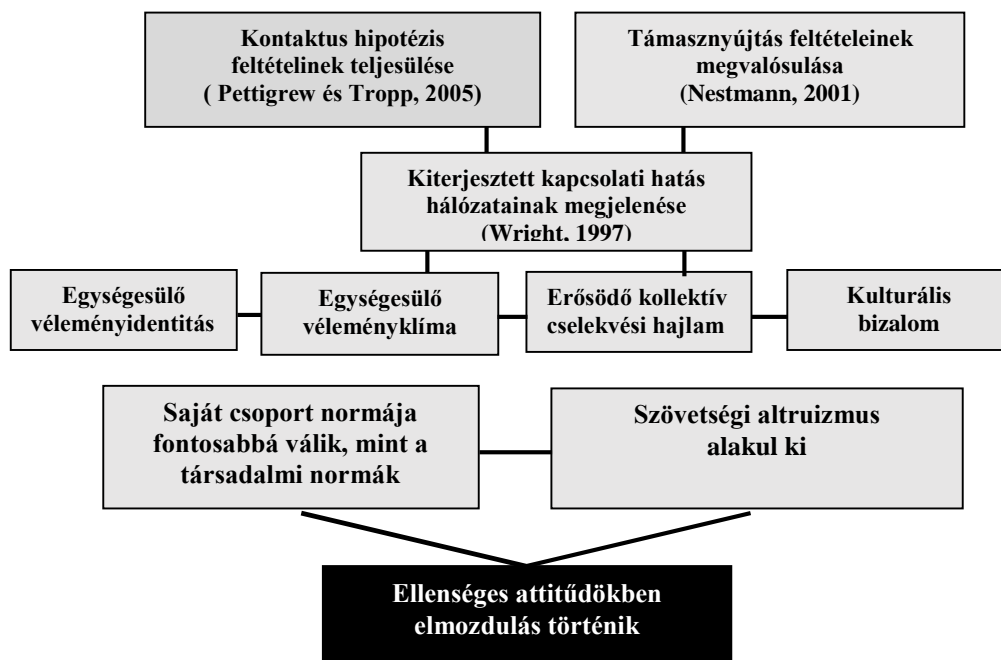 Kontaktus hipotézis
feltételinek teljesülése
( Pettigrew és Tropp, 2005)
Támasznyújtás feltételeinek
megvalósulása
(Nestmann, 2001)
Kiterjesztett kapcsolati hatás
hálózatainak megjelenése
(Wright, 1997)
Egységesülő
véleményidentitás
Egységesülő
véleményklíma
Erősödő kollektív
cselekvési hajlam
Kulturális
bizalom
Saját csoport normája
fontosabbá válik, mint a
társadalmi normák
Szövetségi altruizmus
alakul ki
Ellenséges attitűdökben
elmozdulás történik